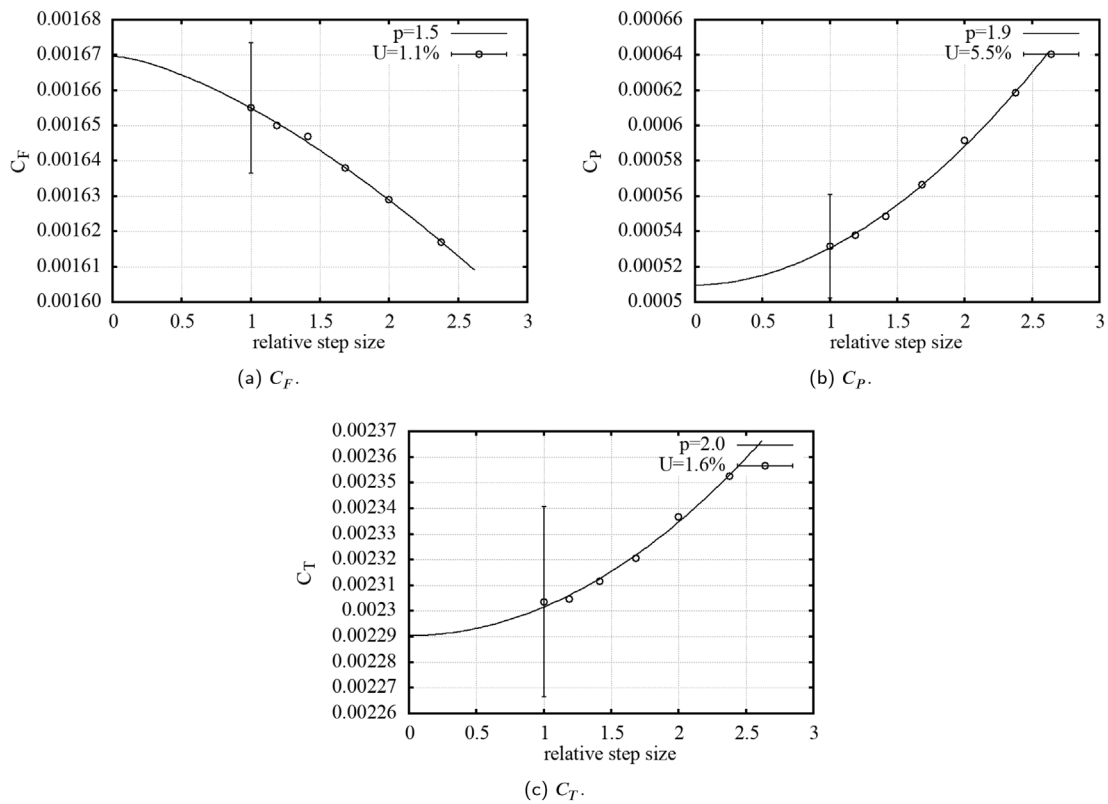 0.00168
0.00167
0.00166
0.00165
0.00164
0.00163
0.00162
0.00161
0.00160
C_F
p=1.5
U=1.1%
0 0.5 1 1.5 2 2.5 3
relative step size
(a) C_F.
0.00066
0.00064
0.00062
0.0006
0.00058
0.00056
0.00054
0.00052
0.0005
C_P
p=1.9
U=5.5%
0 0.5 1 1.5 2 2.5 3
relative step size
(b) C_P.
0.00237
0.00236
0.00235
0.00234
0.00233
0.00232
0.00231
0.0023
0.00229
0.00228
0.00227
0.00226
C_T
p=2.0
U=1.6%
0 0.5 1 1.5 2 2.5 3
relative step size
(c) C_T.